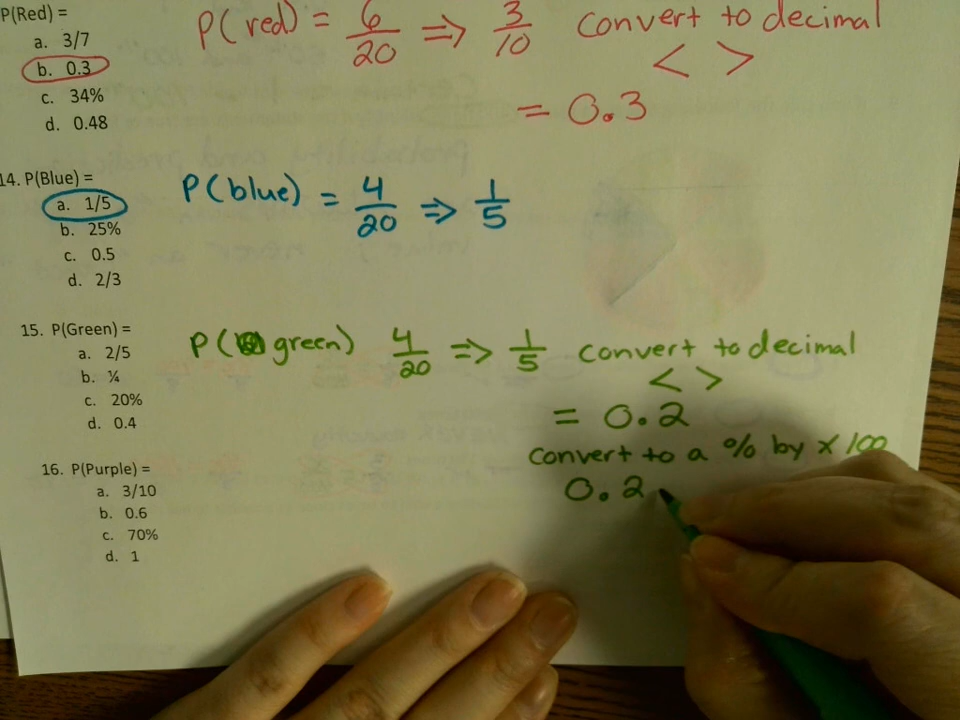 P(Red) =
a. 3/7
b. 0.3
c. 34%
d. 0.48
P(red) = 6/20 => 3/10 convert to decimal
< >
= 0.3
14. P(Blue) =
a. 1/5
b. 25%
c. 0.5
d. 2/3
P(blue) = 4/20 => 1/5
15. P(Green) =
a. 2/5
b. ¼
c. 20%
d. 0.4
P( green) 4/20 => 1/5 convert to decimal
< >
= 0.2
convert to a % by x 100
0.2
16. P(Purple) =
a. 3/10
b. 0.6
c. 70%
d. 1